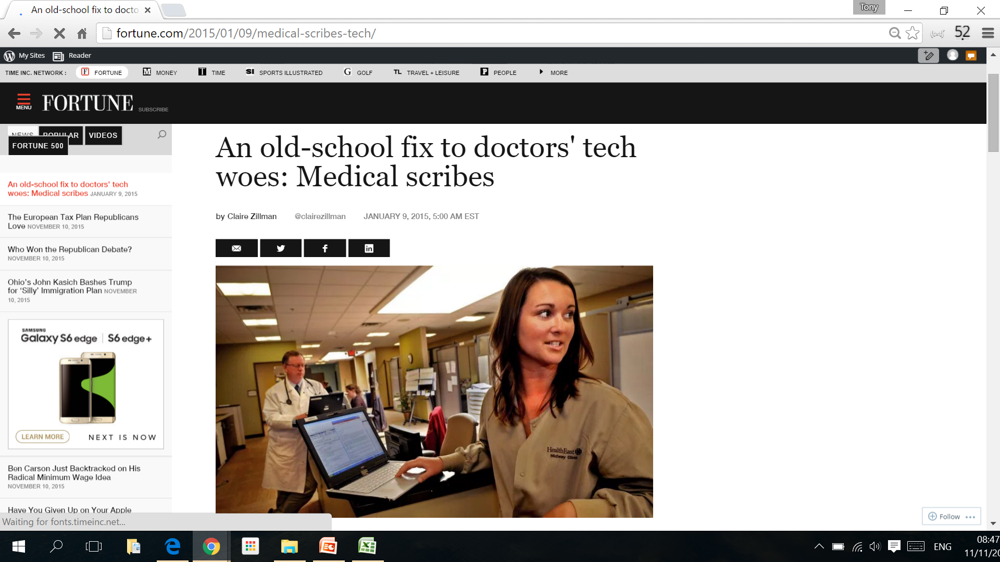 An old-school fix to docto
Tony
fortune.com/2015/01/09/medical-scribes-tech/
52
My Sites
Reader
TIME INC. NETWORK :
F FORTUNE
M MONEY
T TIME
SI SPORTS ILLUSTRATED
G GOLF
TL TRAVEL + LEISURE
P PEOPLE
MORE
MENU
FORTUNE
SUBSCRIBE
NEWS
POPULAR
VIDEOS
FORTUNE 500
An old-school fix to doctors' tech
woes: Medical scribes JANUARY 9, 2015
The European Tax Plan Republicans
Love NOVEMBER 10, 2015
Who Won the Republican Debate?
NOVEMBER 10, 2015
Ohio's John Kasich Bashes Trump
for ‘Silly’ Immigration Plan NOVEMBER
10, 2015
SAMSUNG
Galaxy S6 edge | S6 edge+
LEARN MORE
NEXT IS NOW
Ben Carson Just Backtracked on His
Radical Minimum Wage Idea
NOVEMBER 10, 2015
Have You Given Up on Your Apple
Waiting for fonts.timeinc.net...
An old-school fix to doctors' tech
woes: Medical scribes
by Claire Zillman
@clairezillman
JANUARY 9, 2015, 5:00 AM EST
HealthEast
Midway Clinic
Follow
ENG
08:47
11/11/20